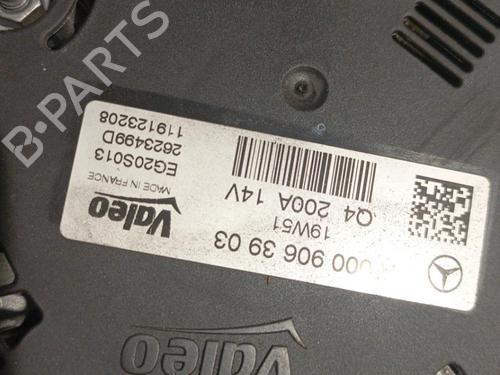 A 000 906 39 03
19W51
Q4 200A 14V
Valeo
MADE IN FRANCE
EG20S013
2623499D
119123208
Valeo
B-PARTS